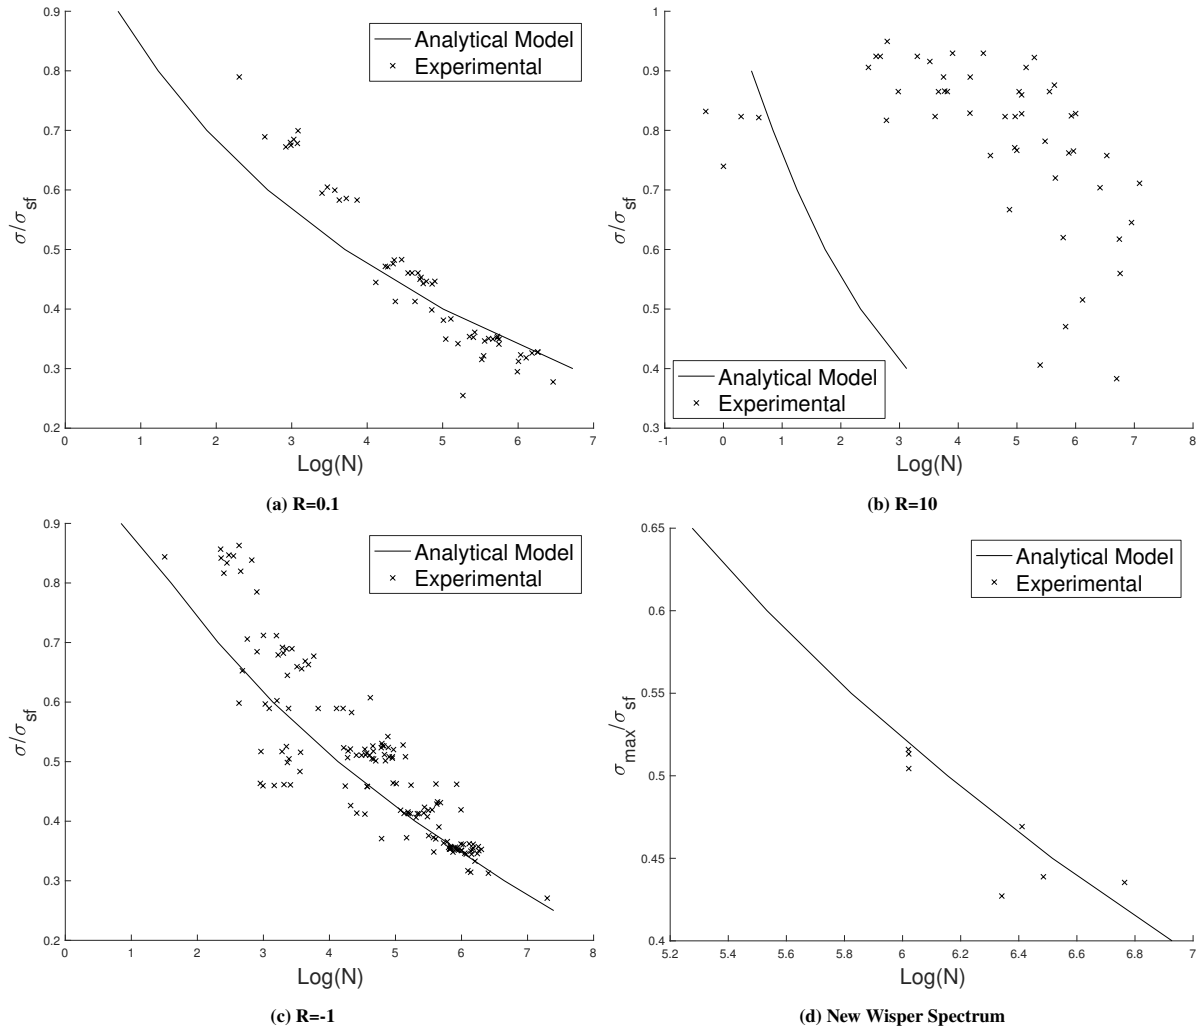 0.9
0.8
0.7
0.6
0.5
0.4
0.3
0.2
σ/σsf
0 1 2 3 4 5 6 7
Log(N)
Analytical Model
Experimental
(a) R=0.1
1
0.9
0.8
0.7
0.6
0.5
0.4
0.3
σ/σsf
-1 0 1 2 3 4 5 6 7 8
Log(N)
Analytical Model
Experimental
(b) R=10
0.9
0.8
0.7
0.6
0.5
0.4
0.3
0.2
σ/σsf
0 1 2 3 4 5 6 7 8
Log(N)
Analytical Model
Experimental
(c) R=-1
0.65
0.6
0.55
0.5
0.45
0.4
σmax/σsf
5.2 5.4 5.6 5.8 6 6.2 6.4 6.6 6.8 7
Log(N)
Analytical Model
Experimental
(d) New Wisper Spectrum